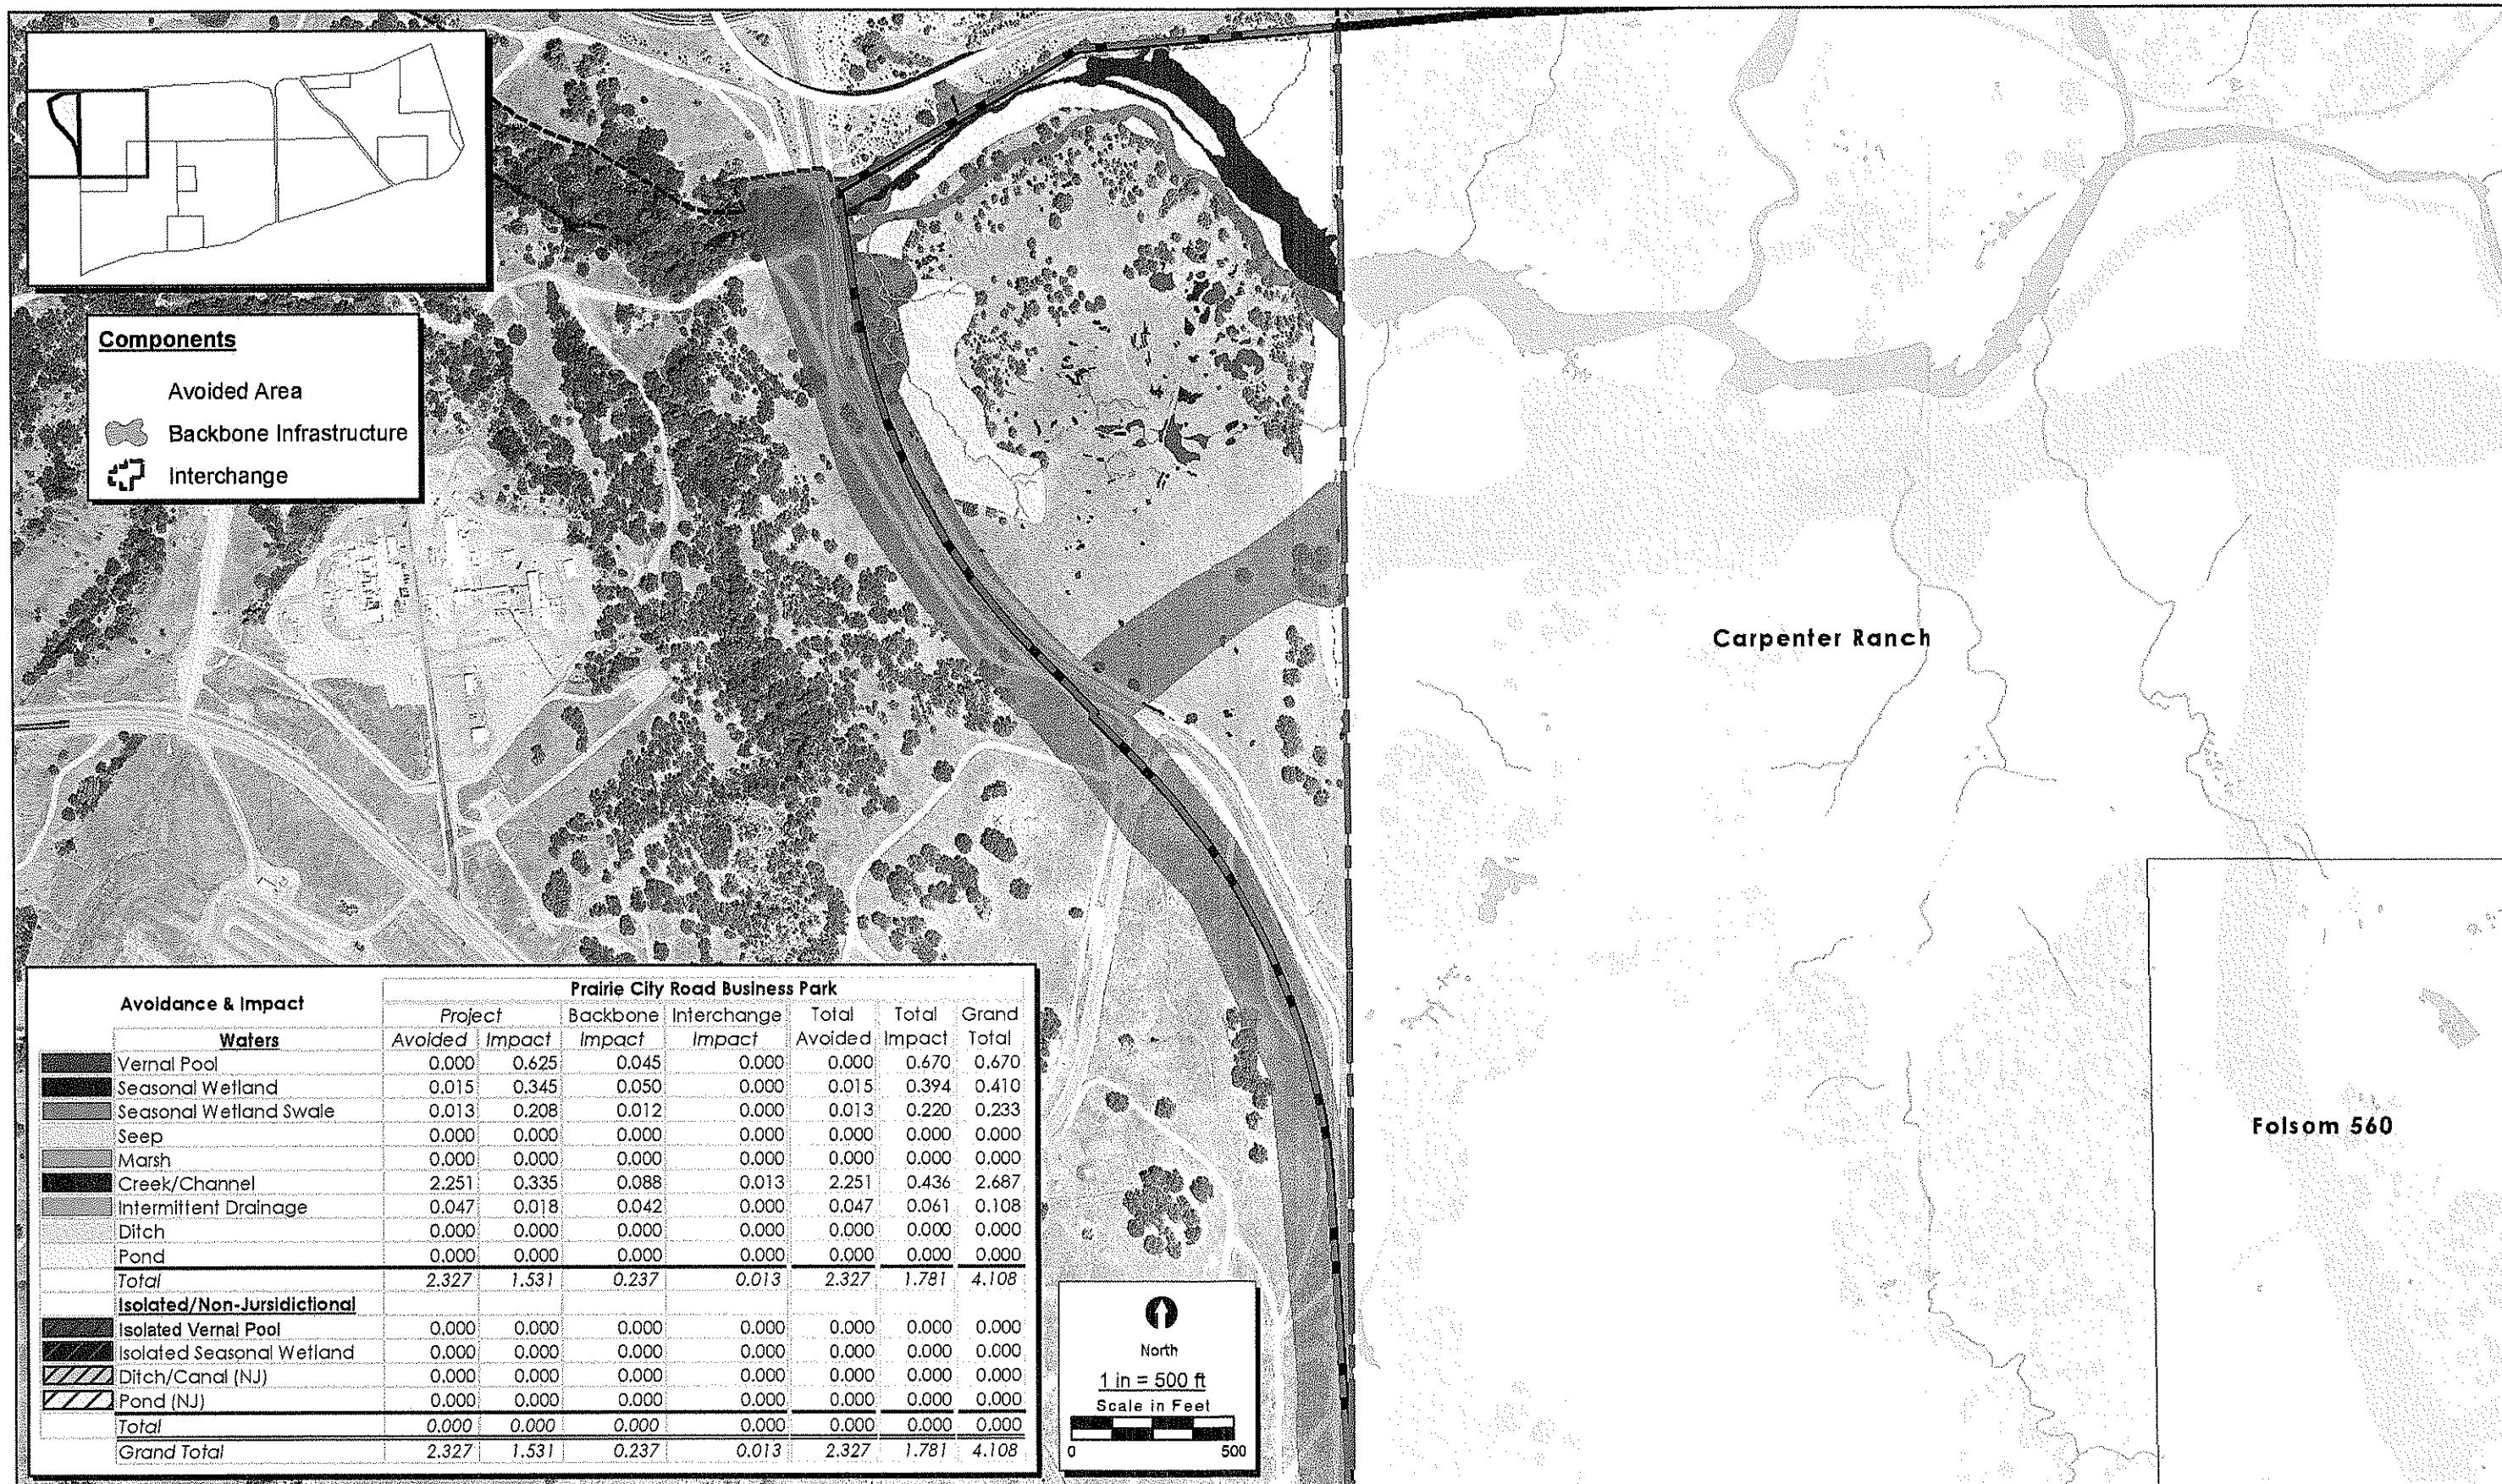 Components
Avoided Area
Backbone Infrastructure
Interchange
Carpenter Ranch
Folsom 560
Avoidance & Impact Prairie City Road Business Park
Project Backbone Interchange Total Total Grand
Waters Avoided Impact Impact Impact Avoided Impact Total
Vernal Pool 0.000 0.625 0.045 0.000 0.000 0.670 0.670
Seasonal Wetland 0.015 0.345 0.050 0.000 0.015 0.394 0.410
Seasonal Wetland Swale 0.013 0.208 0.012 0.000 0.013 0.220 0.233
Seep 0.000 0.000 0.000 0.000 0.000 0.000 0.000
Marsh 0.000 0.000 0.000 0.000 0.000 0.000 0.000
Creek/Channel 2.251 0.335 0.088 0.013 2.251 0.436 2.687
Intermittent Drainage 0.047 0.018 0.042 0.000 0.047 0.061 0.108
Ditch 0.000 0.000 0.000 0.000 0.000 0.000 0.000
Pond 0.000 0.000 0.000 0.000 0.000 0.000 0.000
Total 2.327 1.531 0.237 0.013 2.327 1.781 4.108
Isolated/Non-Jursidictional
Isolated Vernal Pool 0.000 0.000 0.000 0.000 0.000 0.000 0.000
Isolated Seasonal Wetland 0.000 0.000 0.000 0.000 0.000 0.000 0.000
Ditch/Canal (NJ) 0.000 0.000 0.000 0.000 0.000 0.000 0.000
Pond (NJ) 0.000 0.000 0.000 0.000 0.000 0.000 0.000
Total 0.000 0.000 0.000 0.000 0.000 0.000 0.000
Grand Total 2.327 1.531 0.237 0.013 2.327 1.781 4.108
North
1 in = 500 ft
Scale in Feet
0 500